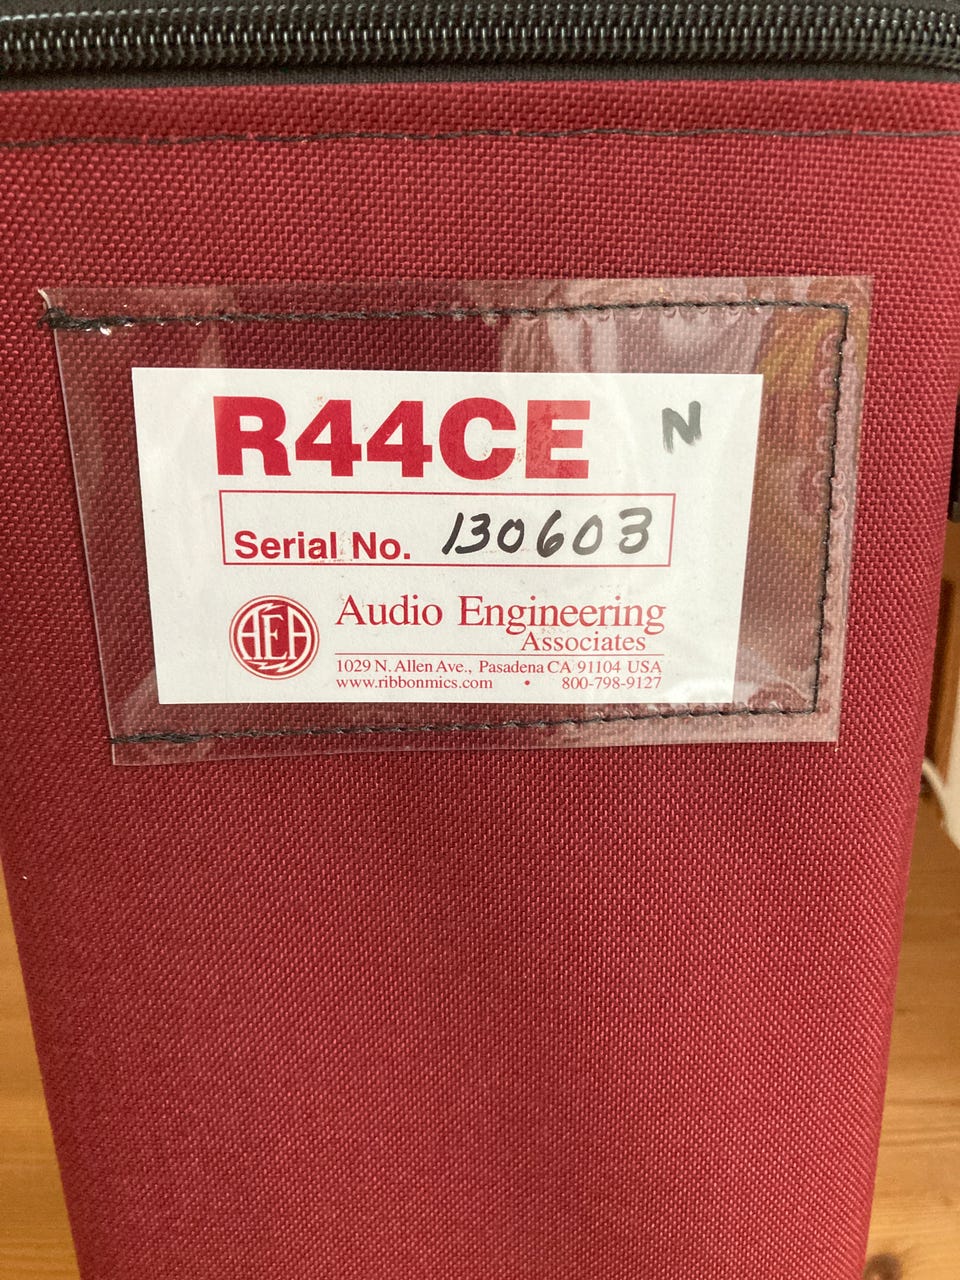 R44CE N
Serial No. 130603
AEA
Audio Engineering
Associates
1029 N. Allen Ave., Pasadena CA 91104 USA
www.ribbonmics.com • 800-798-9127